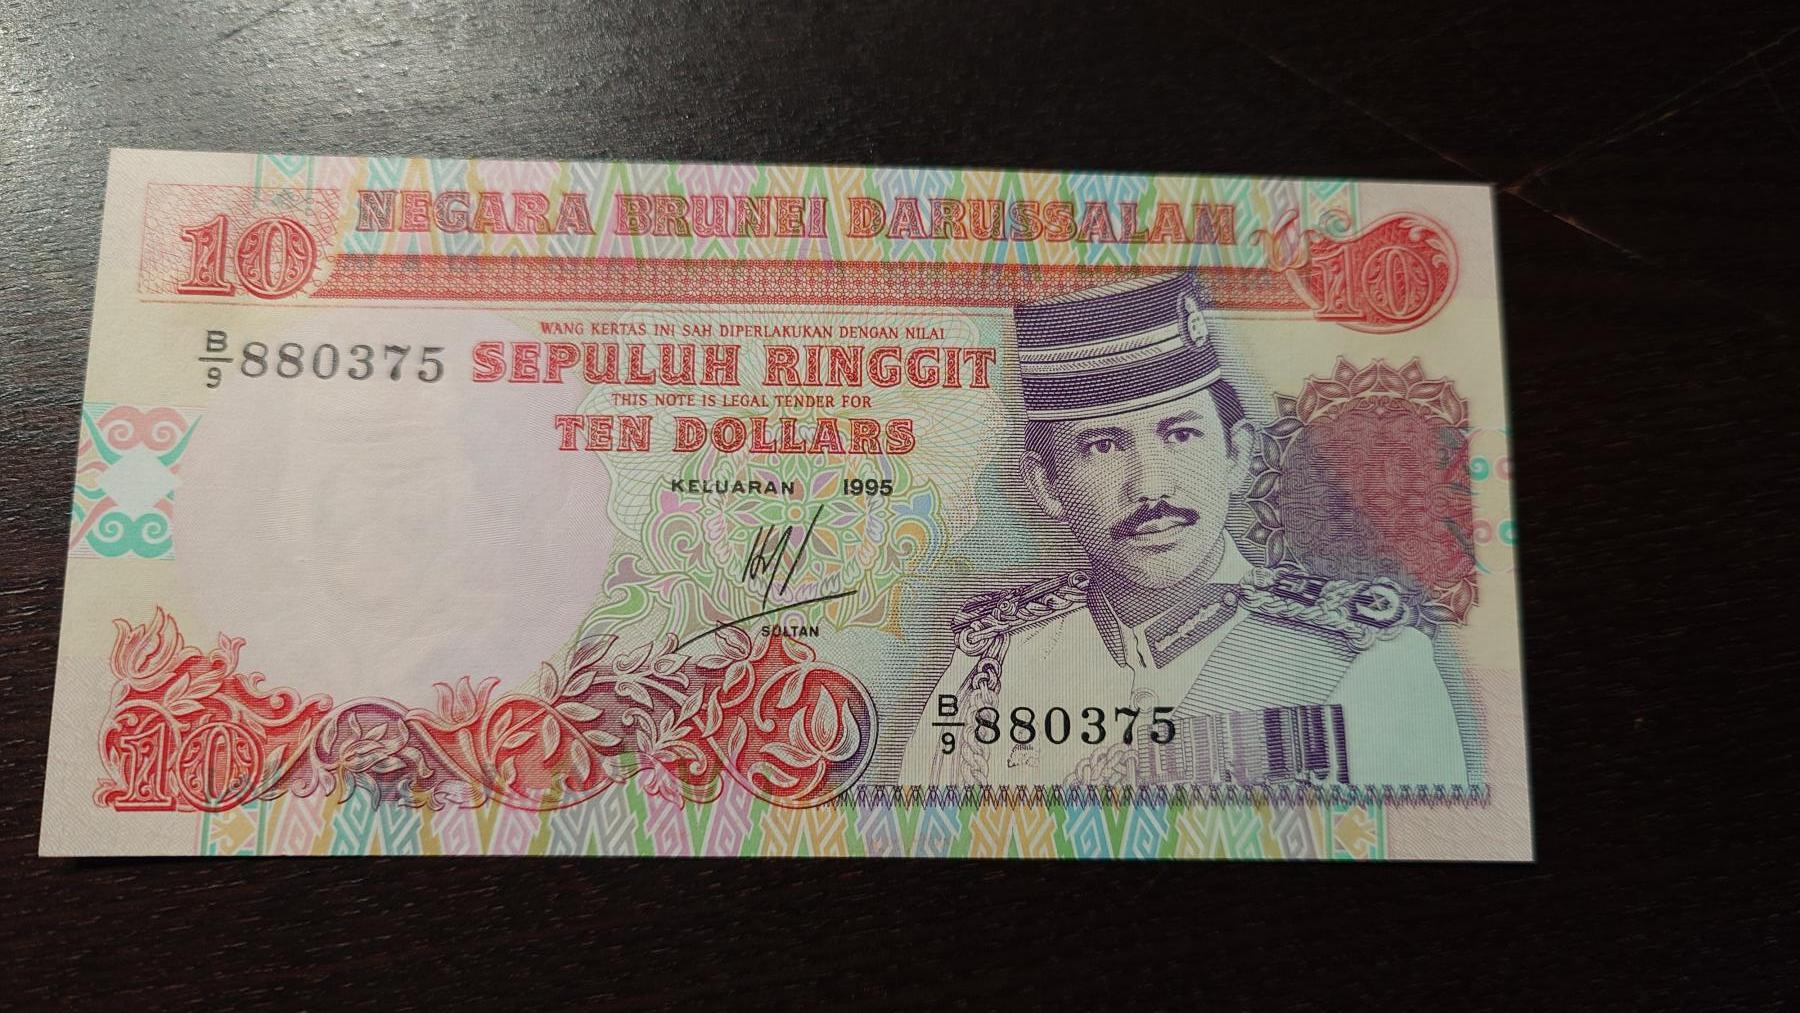 10 NEGARA BRUNEI DARUSSALAM 10
WANG KERTAS INI SAH DIPERLAKUKAN DENGAN NILAI
B/9 880375 SEPULUH RINGGIT
THIS NOTE IS LEGAL TENDER FOR
TEN DOLLARS
KELUARAN 1995
SULTAN
B/9 880375
10